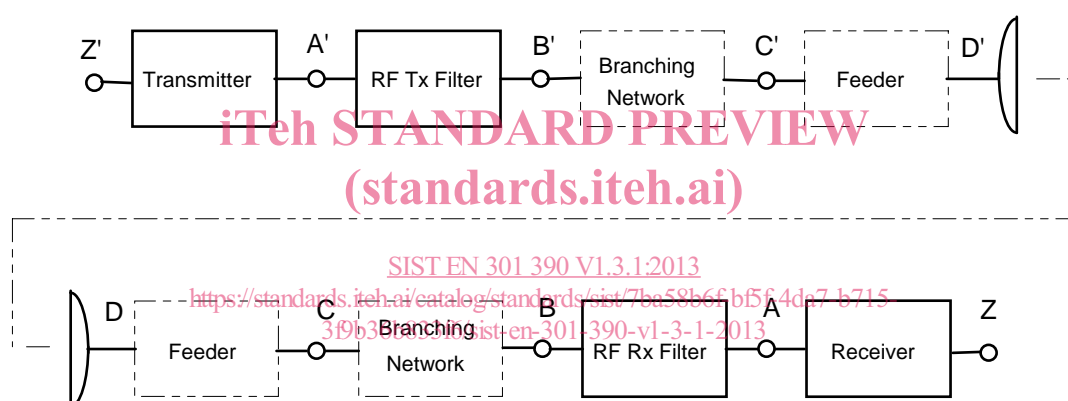 Z' A' B' C' D'
Transmitter RF Tx Filter Branching Network Feeder
iTeh STANDARD PREVIEW
(standards.iteh.ai)
SIST EN 301 390 V1.3.1:2013
D C B A Z
Feeder Branching Network RF Rx Filter Receiver